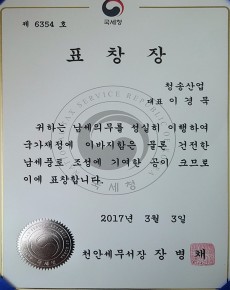 국세청
제 6354 호
표창장
청송산업
대표 이경묵
귀하는 납세의무를 성실히 이행하여
국가재정에 이바지함은 물론 건전한
납세풍토 조성에 기여한 공이 크므로
이에 표창합니다.
국세청
2017년 3월 3일
천안세무서장 장병채